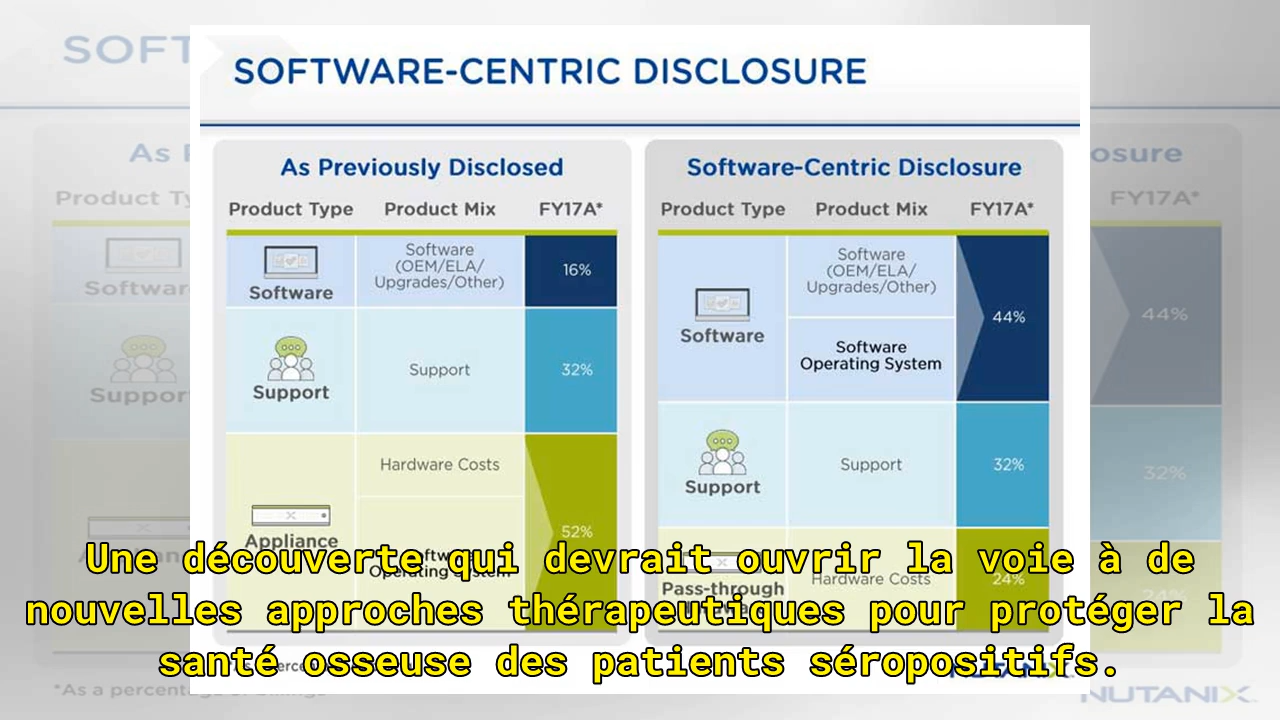 SOFTWARE-CENTRIC DISCLOSURE
As Previously Disclosed
Product Type Product Mix FY17A*
Software
Software
(OEM/ELA/
Upgrades/Other)
16%
Support
Support
32%
Appliance
Hardware Costs
Software
Operating System
52%
Software-Centric Disclosure
Product Type Product Mix FY17A*
Software
Software
(OEM/ELA/
Upgrades/Other)
Software
Operating System
44%
Support
Support
32%
Pass-through
Hardware Costs
24%
Une découverte qui devrait ouvrir la voie à de
nouvelles approches thérapeutiques pour protéger la
santé osseuse des patients séropositifs.
*As a percentage of billings
NUTANIX